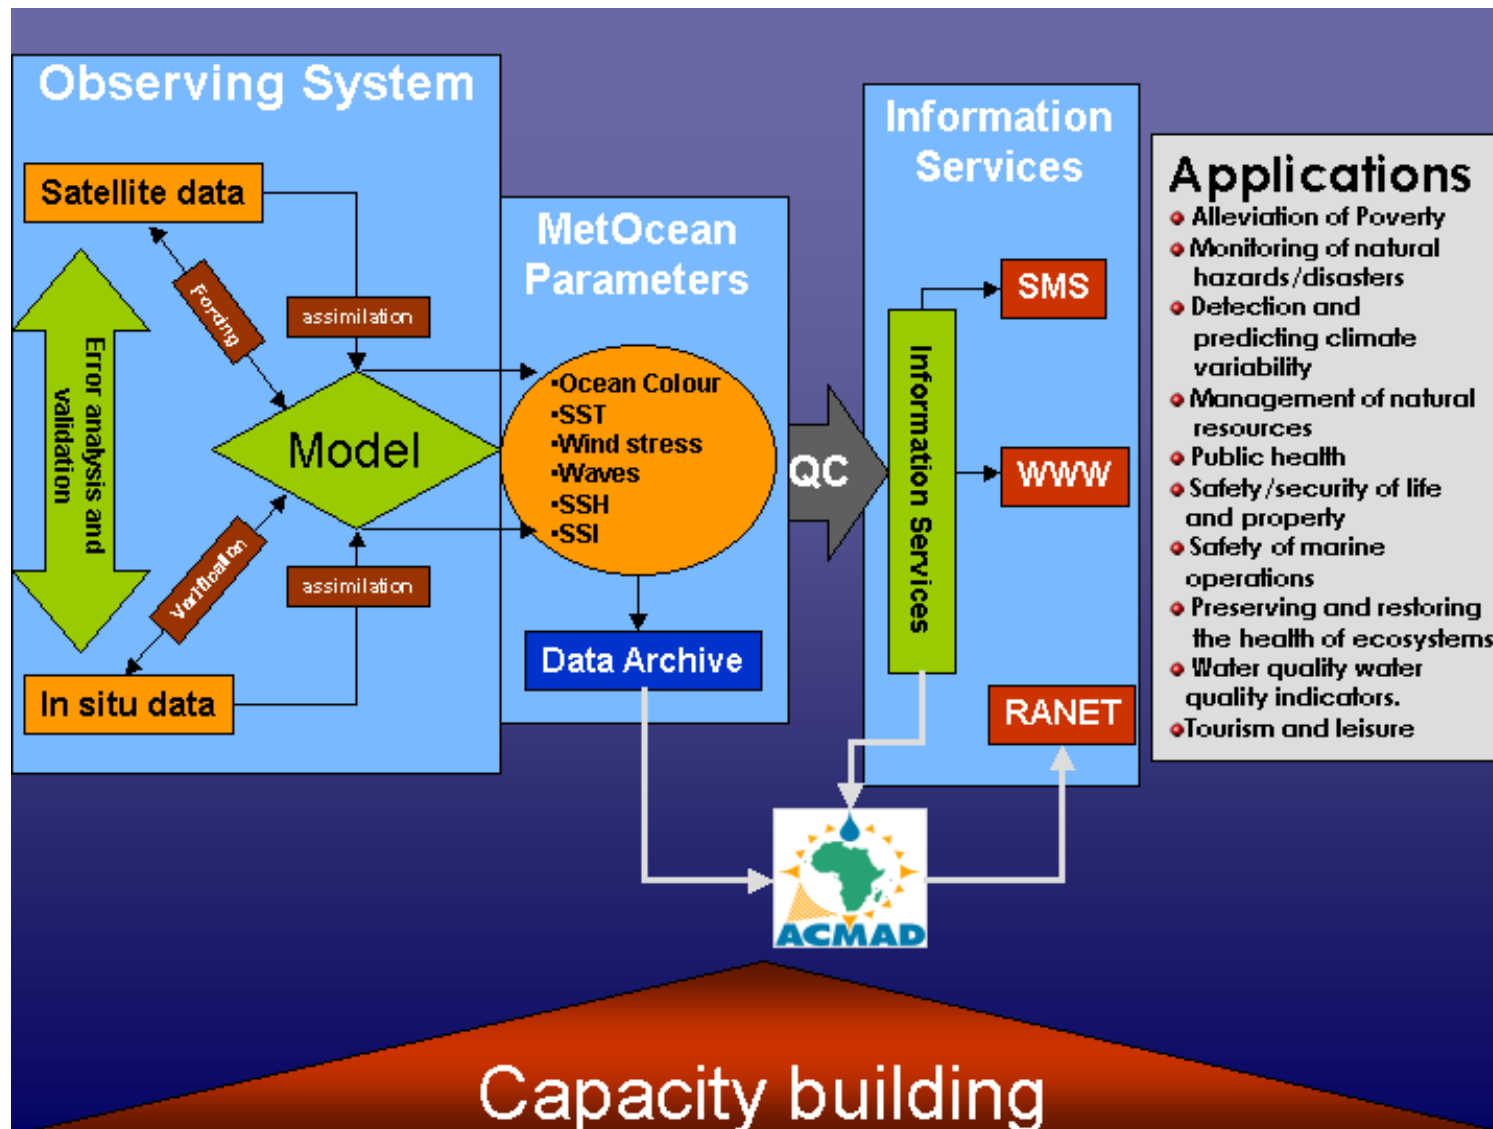 Observing System
Satellite data
Forcing
assimilation
Error analysis and
validation
Model
Verification
assimilation
In situ data
MetOcean
Parameters
•Ocean Colour
•SST
•Wind stress
•Waves
•SSH
•SSI
Data Archive
QC
Information
Services
Information Services
SMS
WWW
RANET
ACMAD
Applications
Alleviation of Poverty
Monitoring of natural
hazards/disasters
Detection and
predicting climate
variability
Management of natural
resources
Public health
Safety/security of life
and property
Safety of marine
operations
Preserving and restoring
the health of ecosystems
Water quality water
quality indicators.
Tourism and leisure
Capacity building